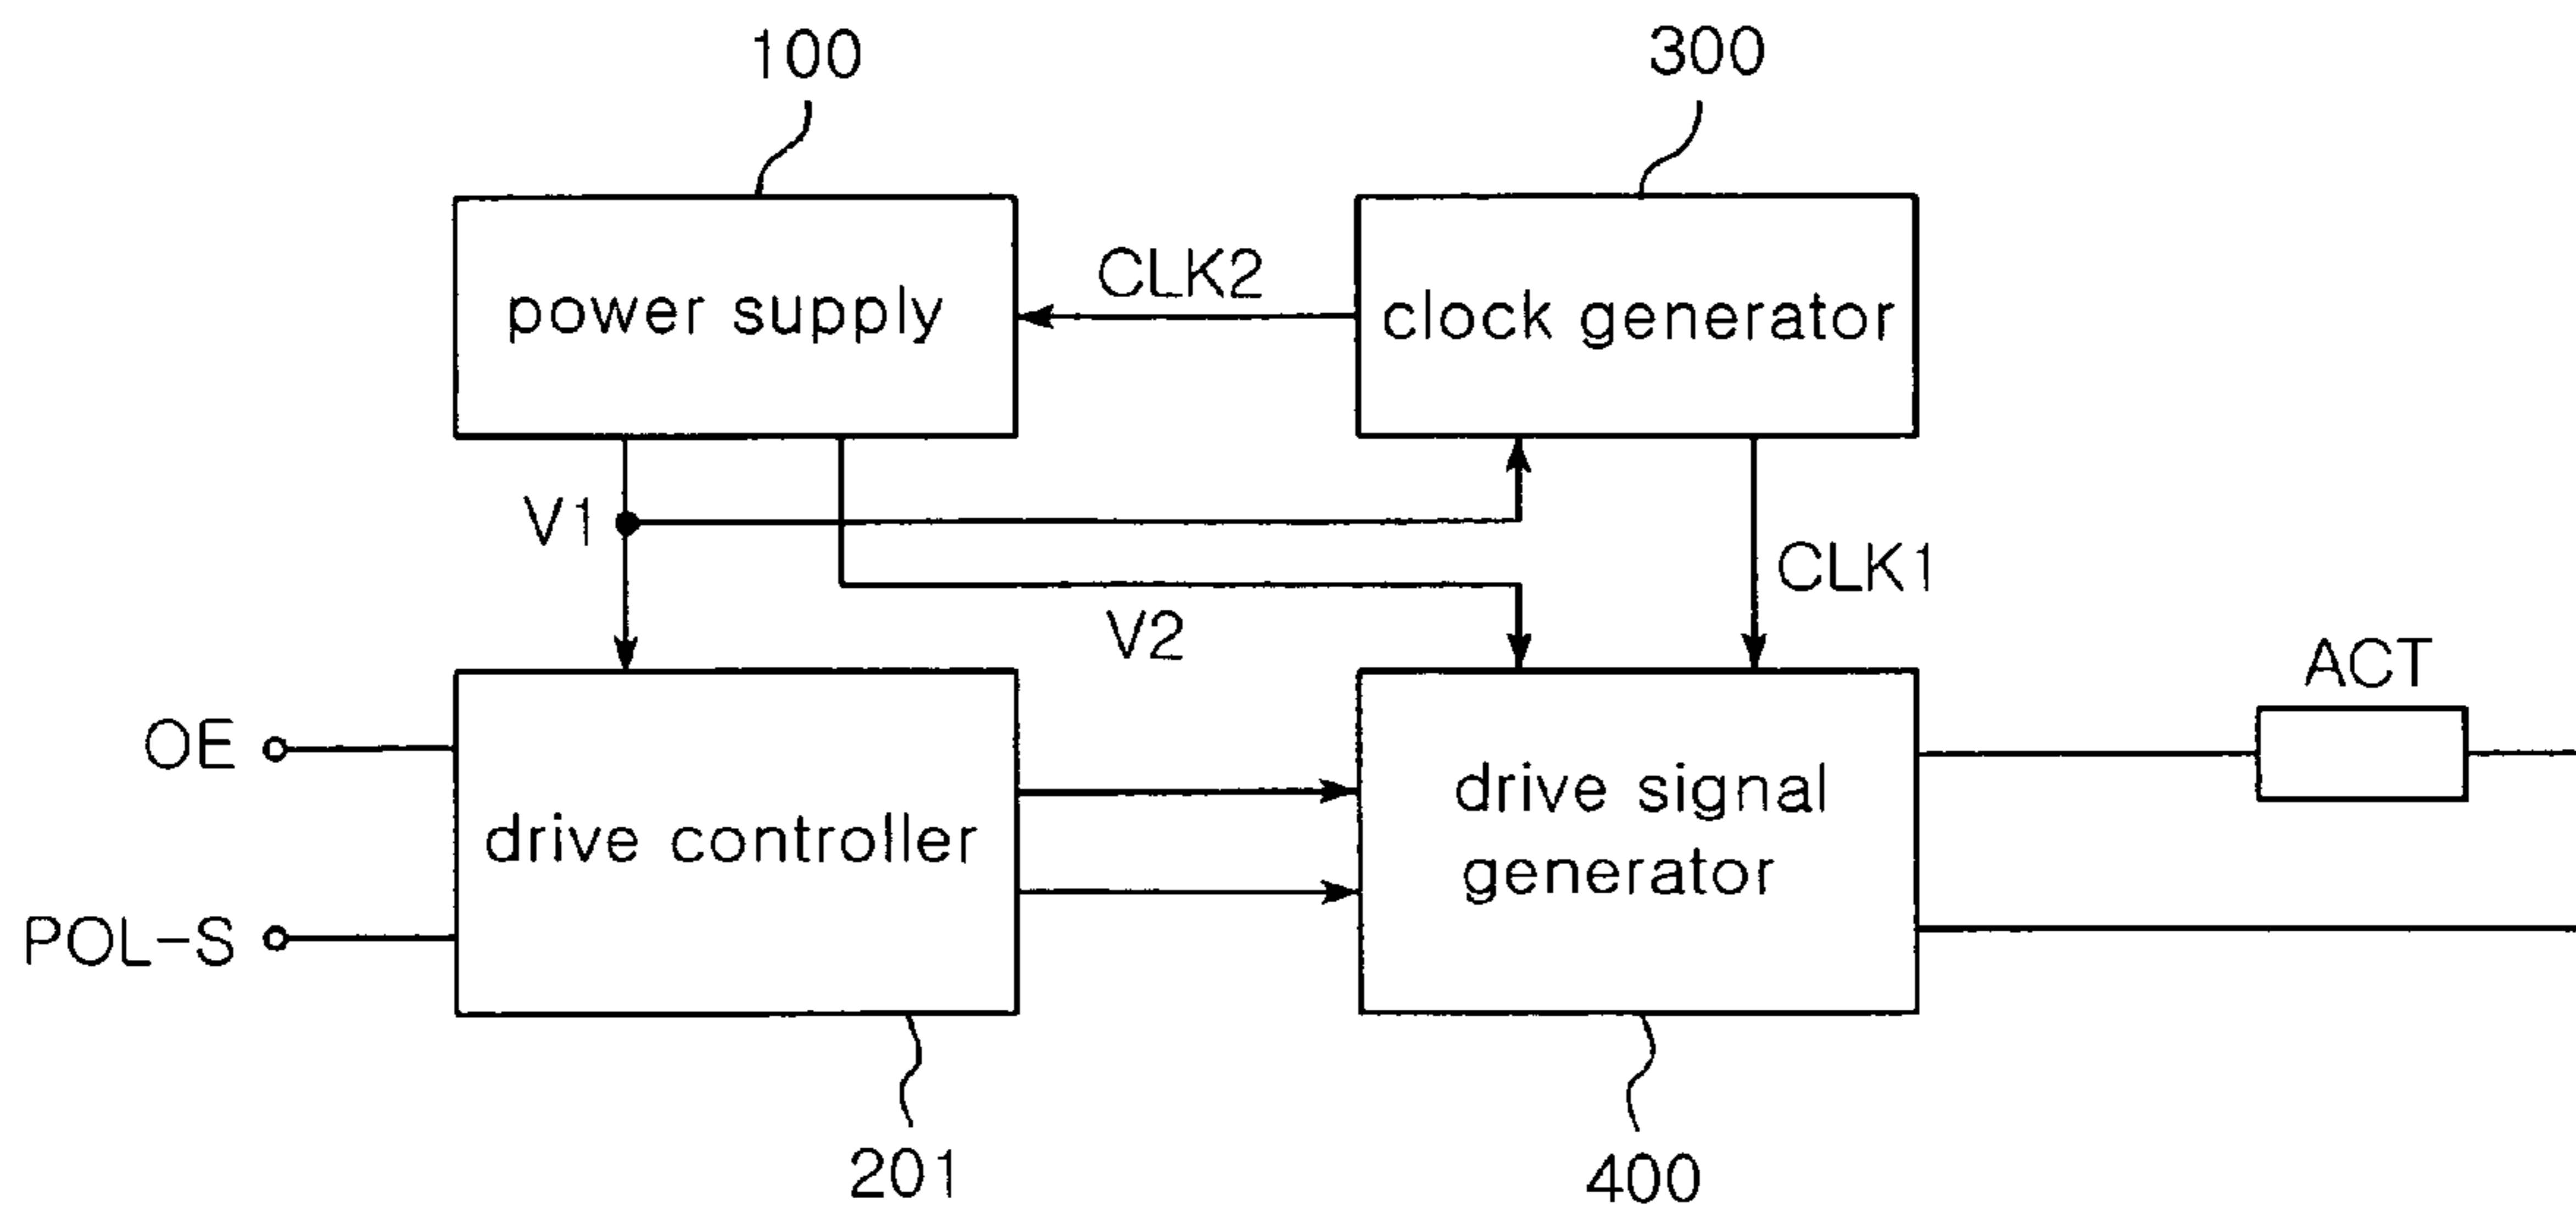 100
300
power supply
CLK2
clock generator
V1
CLK1
V2
ACT
OE
drive controller
drive signal
generator
POL-S
201
400